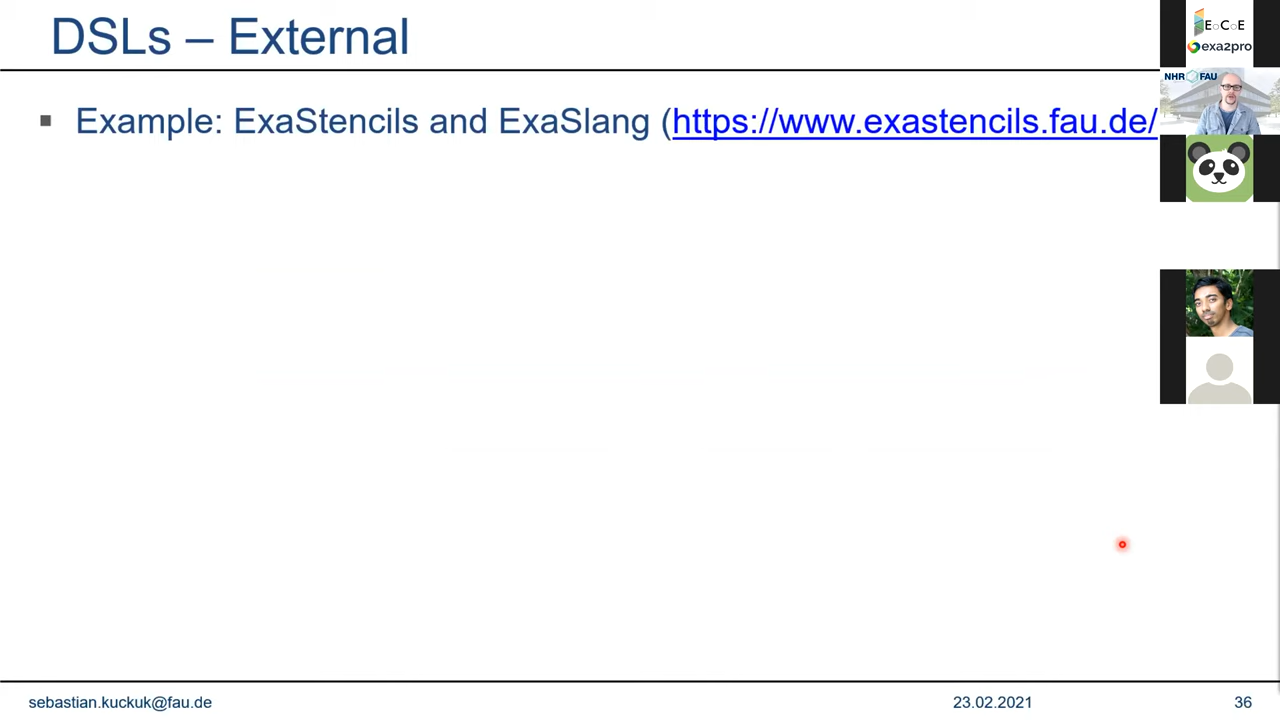 DSLs – External
▪ Example: ExaStencils and ExaSlang (https://www.exastencils.fau.de/
EoCoE
exa2pro
NHR FAU
sebastian.kuckuk@fau.de
23.02.2021
36